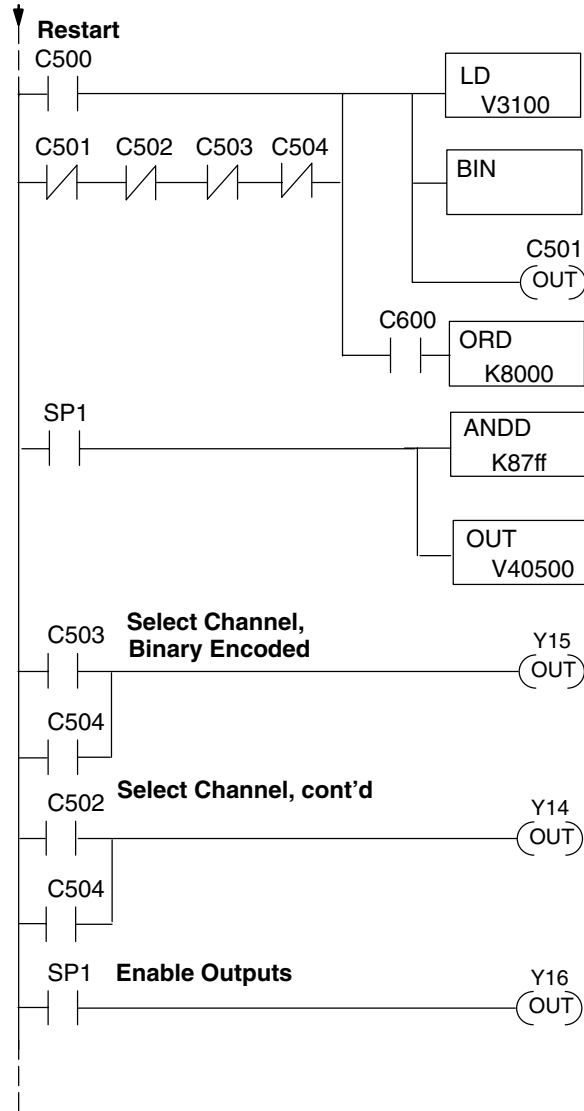 Restart
C500
LD
V3100
C501 C502 C503 C504
BIN
C501
OUT
C600
ORD
K8000
SP1
ANDD
K87ff
OUT
V40500
Select Channel,
Binary Encoded
C503
Y15
OUT
C504
Select Channel, cont’d
C502
Y14
OUT
C504
SP1 Enable Outputs
Y16
OUT